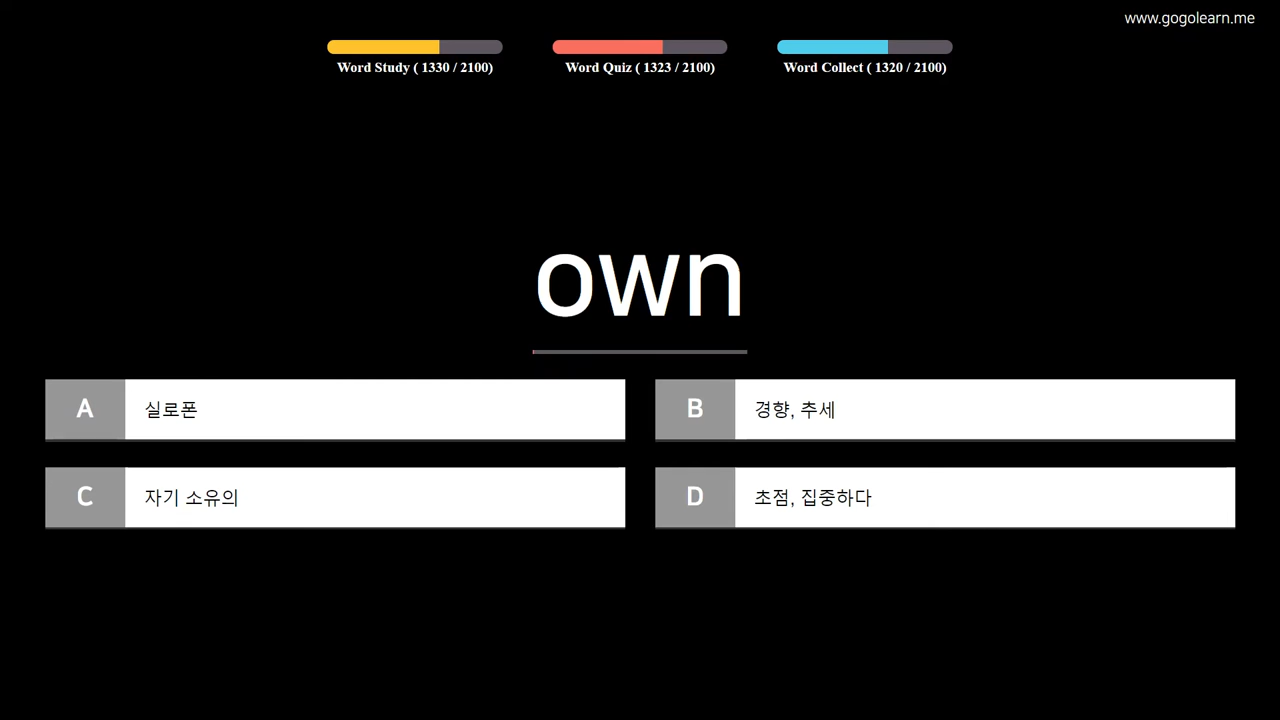 www.gogolearn.me
Word Study ( 1330 / 2100)
Word Quiz ( 1323 / 2100)
Word Collect ( 1320 / 2100)
own
A 실로폰
B 경향, 추세
C 자기 소유의
D 초점, 집중하다